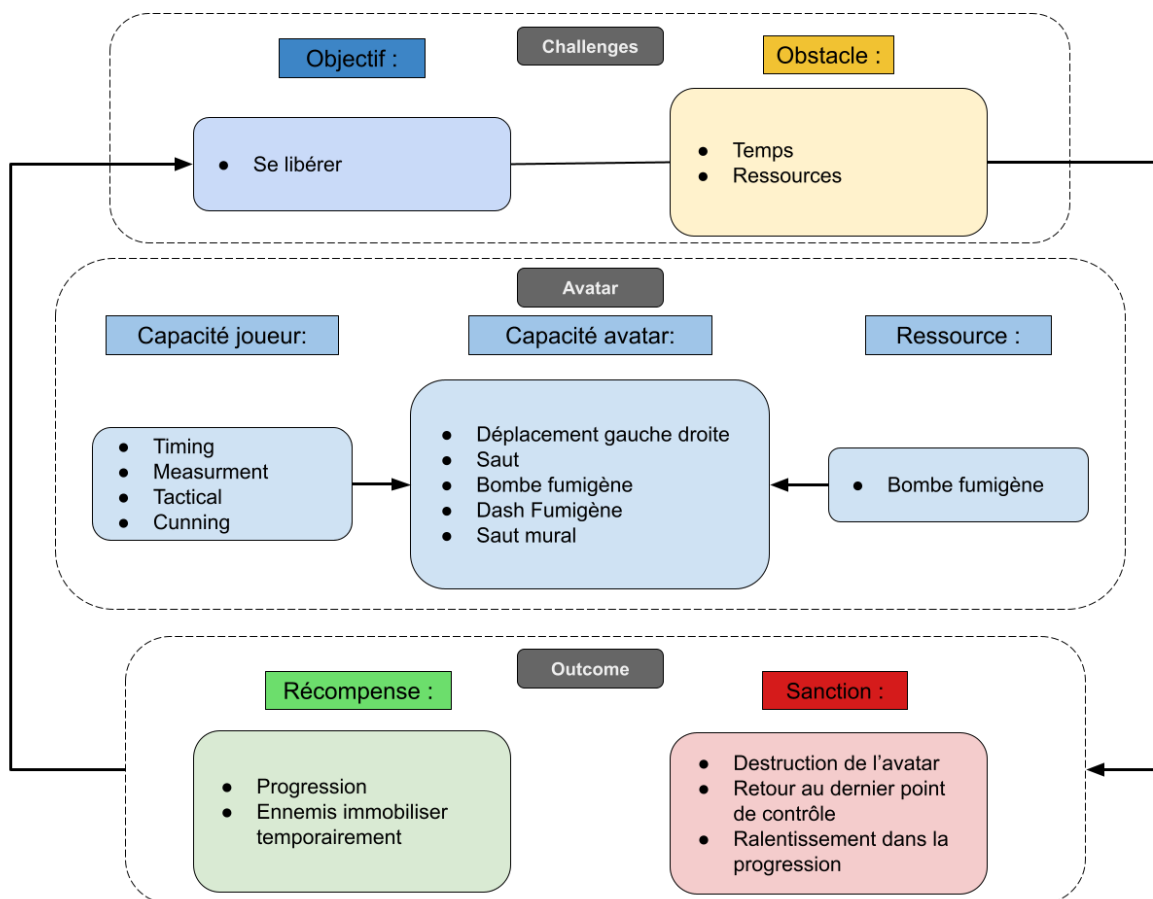 Challenges
Objectif :
Obstacle :
● Se libérer
● Temps
● Ressources
Avatar
Capacité joueur:
Capacité avatar:
Ressource :
● Timing
● Measurment
● Tactical
● Cunning
● Déplacement gauche droite
● Saut
● Bombe fumigène
● Dash Fumigène
● Saut mural
● Bombe fumigène
Outcome
Récompense :
Sanction :
● Progression
● Ennemis immobiliser
temporairement
● Destruction de l’avatar
● Retour au dernier point
de contrôle
● Ralentissement dans la
progression